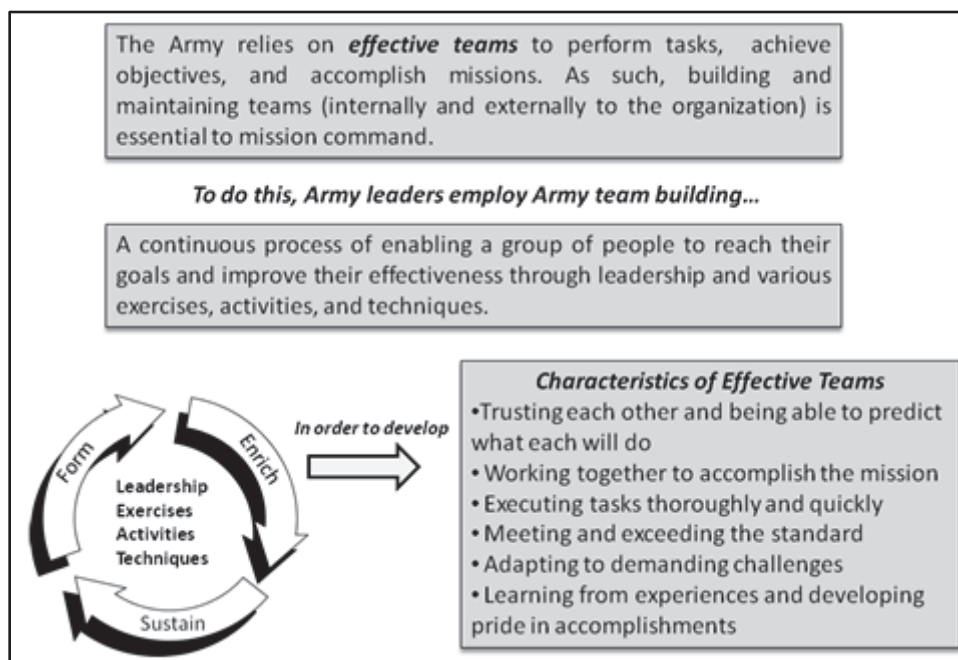 The Army relies on effective teams to perform tasks, achieve
objectives, and accomplish missions. As such, building and
maintaining teams (internally and externally to the organization) is
essential to mission command.
To do this, Army leaders employ Army team building...
A continuous process of enabling a group of people to reach their
goals and improve their effectiveness through leadership and various
exercises, activities, and techniques.
Form
Enrich
Sustain
Leadership
Exercises
Activities
Techniques
In order to develop
Characteristics of Effective Teams
•Trusting each other and being able to predict
what each will do
• Working together to accomplish the mission
• Executing tasks thoroughly and quickly
• Meeting and exceeding the standard
• Adapting to demanding challenges
• Learning from experiences and developing
pride in accomplishments